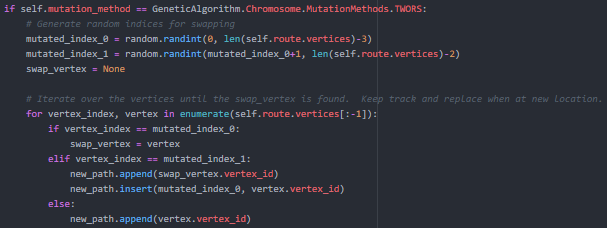 if self.mutation_method == GeneticAlgorithm.Chromosome.MutationMethods.TWORS:
# Generate random indices for swapping
mutated_index_0 = random.randint(0, len(self.route.vertices)-3)
mutated_index_1 = random.randint(mutated_index_0+1, len(self.route.vertices)-2)
swap_vertex = None
# Iterate over the vertices until the swap_vertex is found.  Keep track and replace when at new location.
for vertex_index, vertex in enumerate(self.route.vertices[:-1]):
if vertex_index == mutated_index_0:
swap_vertex = vertex
elif vertex_index == mutated_index_1:
new_path.append(swap_vertex.vertex_id)
new_path.insert(mutated_index_0, vertex.vertex_id)
else:
new_path.append(vertex.vertex_id)